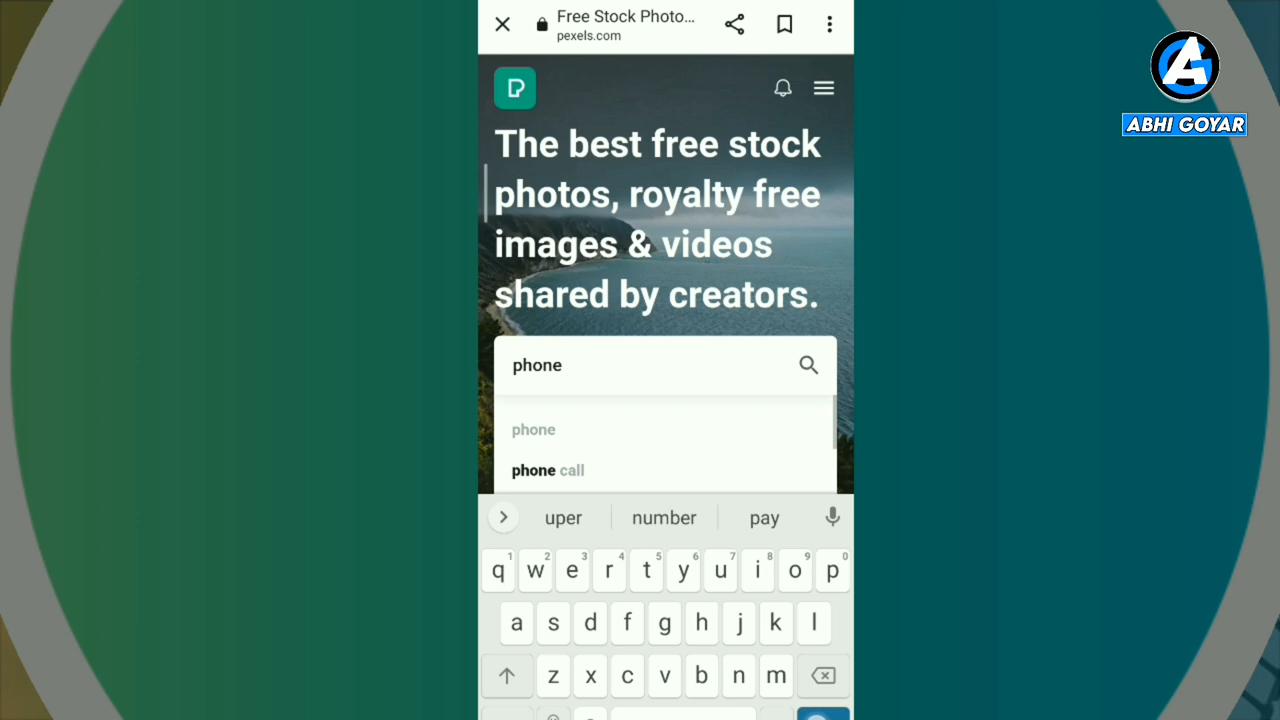 Free Stock Photo...
pexels.com
ABHI GOYAR
The best free stock
photos, royalty free
images & videos
shared by creators.
phone
phone
phone call
uper number pay
1 2 3 4 5 6 7 8 9 0
q w e r t y u i o p
a s d f g h j k l
z x c v b n m